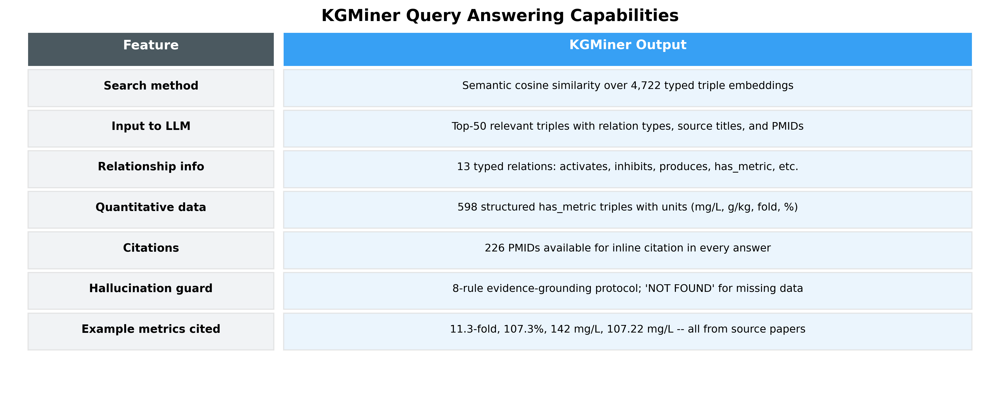 KGMiner Query Answering Capabilities
Feature
KGMiner Output
Search method
Semantic cosine similarity over 4,722 typed triple embeddings
Input to LLM
Top-50 relevant triples with relation types, source titles, and PMIDs
Relationship info
13 typed relations: activates, inhibits, produces, has_metric, etc.
Quantitative data
598 structured has_metric triples with units (mg/L, g/kg, fold, %)
Citations
226 PMIDs available for inline citation in every answer
Hallucination guard
8-rule evidence-grounding protocol; 'NOT FOUND' for missing data
Example metrics cited
11.3-fold, 107.3%, 142 mg/L, 107.22 mg/L -- all from source papers